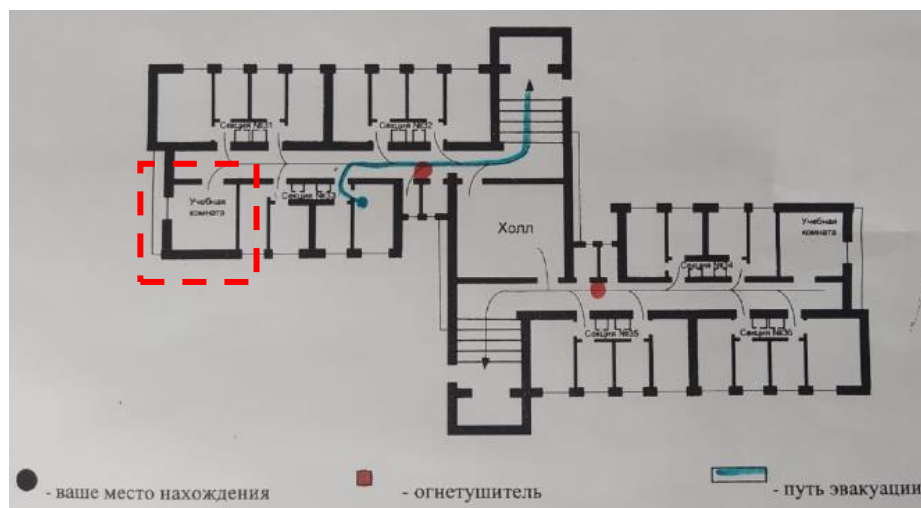 Секция №31
Секция №32
Учебная
комната
Секция №33
Холл
Учебная
комната
Секция №34
Секция №35
Секция №36
- ваше место нахождения
- огнетушитель
- путь эвакуации